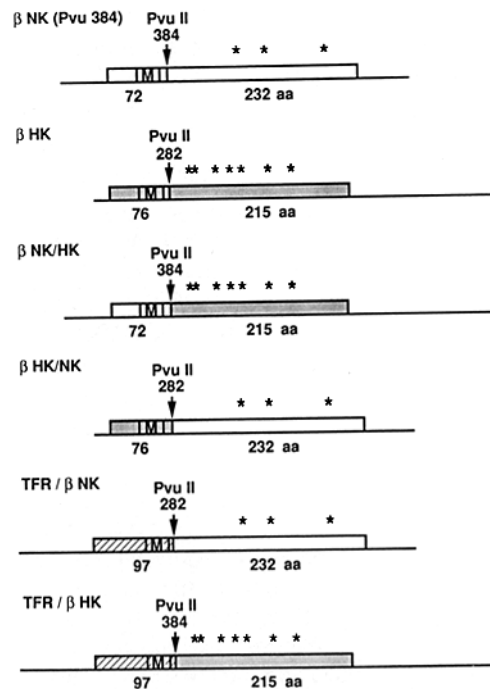 β NK (Pvu 384)
Pvu II
384
* * *
M
72 232 aa
β HK
Pvu II
282
** * * * * *
M
76 215 aa
β NK/HK
Pvu II
384
** * * * * *
M
72 215 aa
β HK/NK
Pvu II
282
* * *
M
76 232 aa
TFR / β NK
Pvu II
282
* * *
M
97 232 aa
TFR / β HK
Pvu II
384
** * * * * *
M
97 215 aa